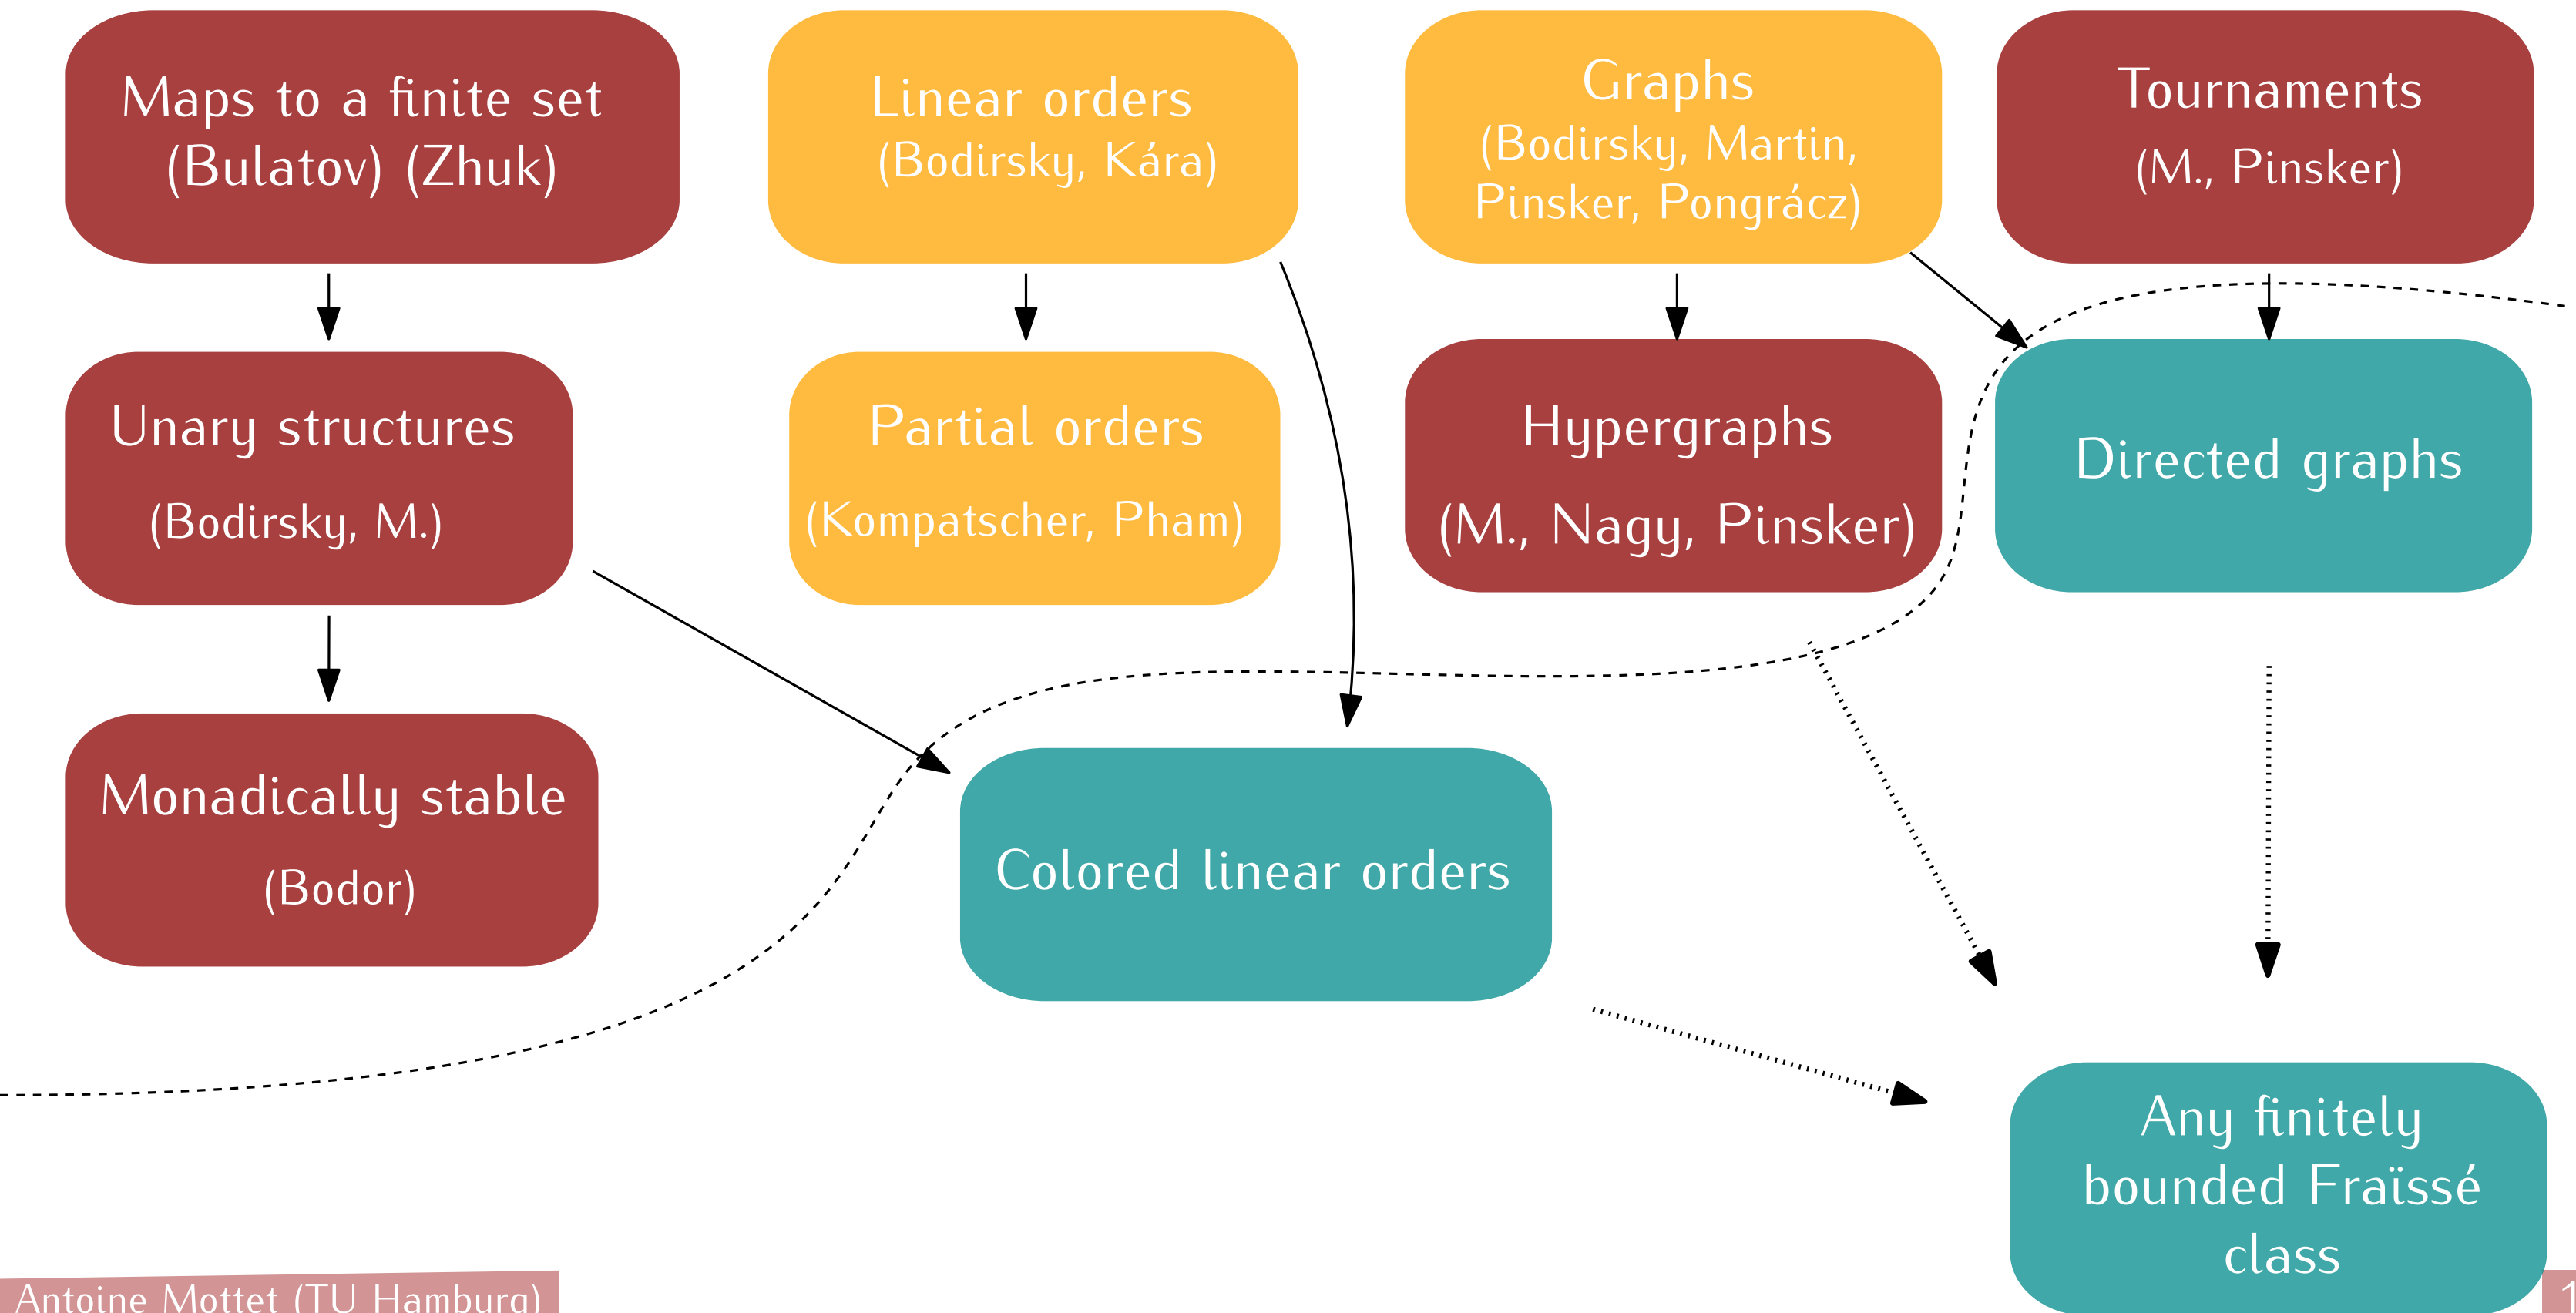 Maps to a finite set
(Bulatov) (Zhuk)
Linear orders
(Bodirsky, Kára)
Graphs
(Bodirsky, Martin,
Pinsker, Pongrácz)
Tournaments
(M., Pinsker)
Unary structures
(Bodirsky, M.)
Partial orders
(Kompatscher, Pham)
Hypergraphs
(M., Nagy, Pinsker)
Directed graphs
Monadically stable
(Bodor)
Colored linear orders
Any finitely
bounded Fraïssé
class
Antoine Mottet (TU Hamburg)